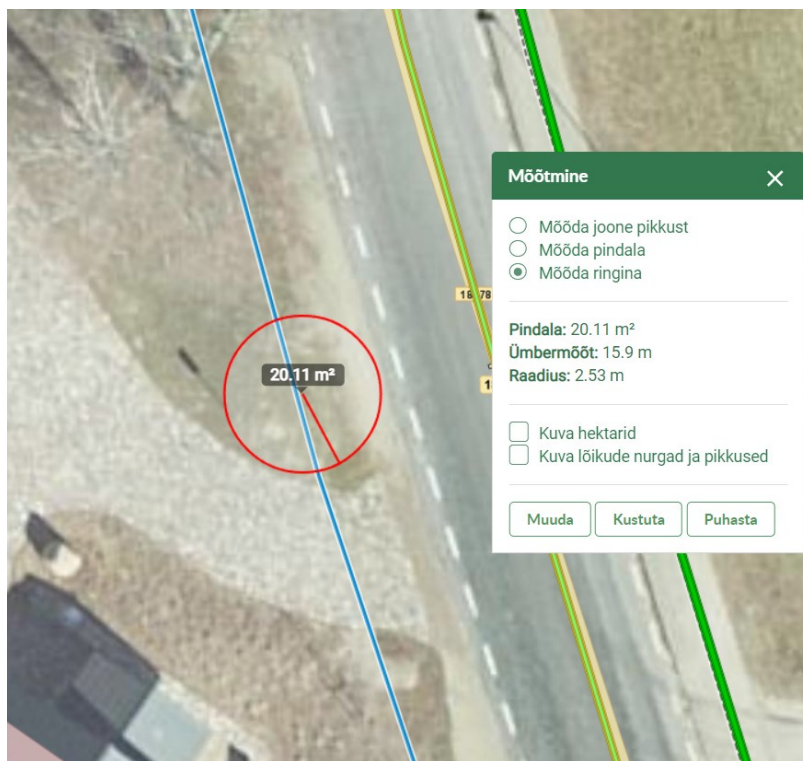 Mõõtmine
Mõõda joone pikkust
Mõõda pindala
Mõõda ringina
Pindala: 20.11 m²
Ümbermõõt: 15.9 m
Raadius: 2.53 m
Kuva hektarid
Kuva lõikude nurgad ja pikkused
Muuda Kustuta Puhasta
20.11 m²